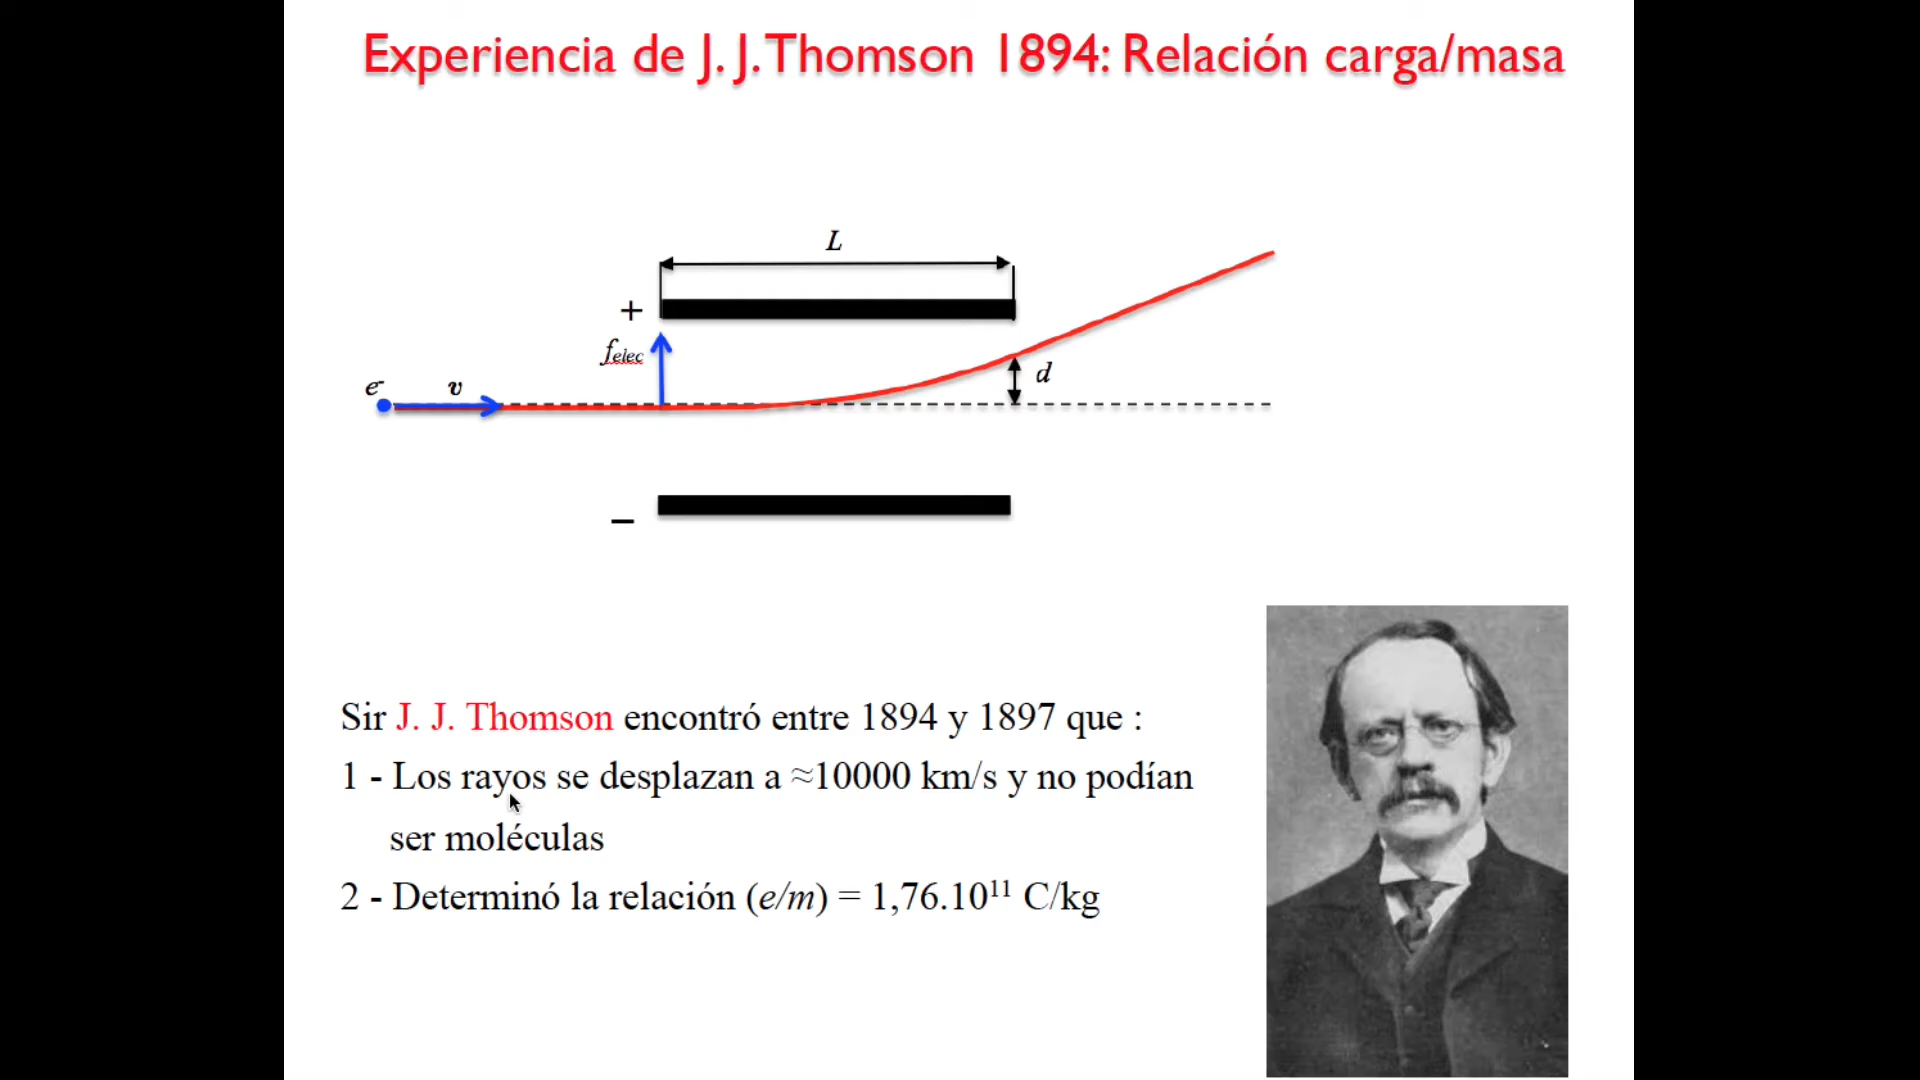 Experiencia de J. J. Thomson 1894: Relación carga/masa
L
+
f_elec
e⁻ v
d
–
Sir J. J. Thomson encontró entre 1894 y 1897 que :
1 - Los rayos se desplazan a ≈10000 km/s y no podían
ser moléculas
2 - Determinó la relación (e/m) = 1,76.10¹¹ C/kg